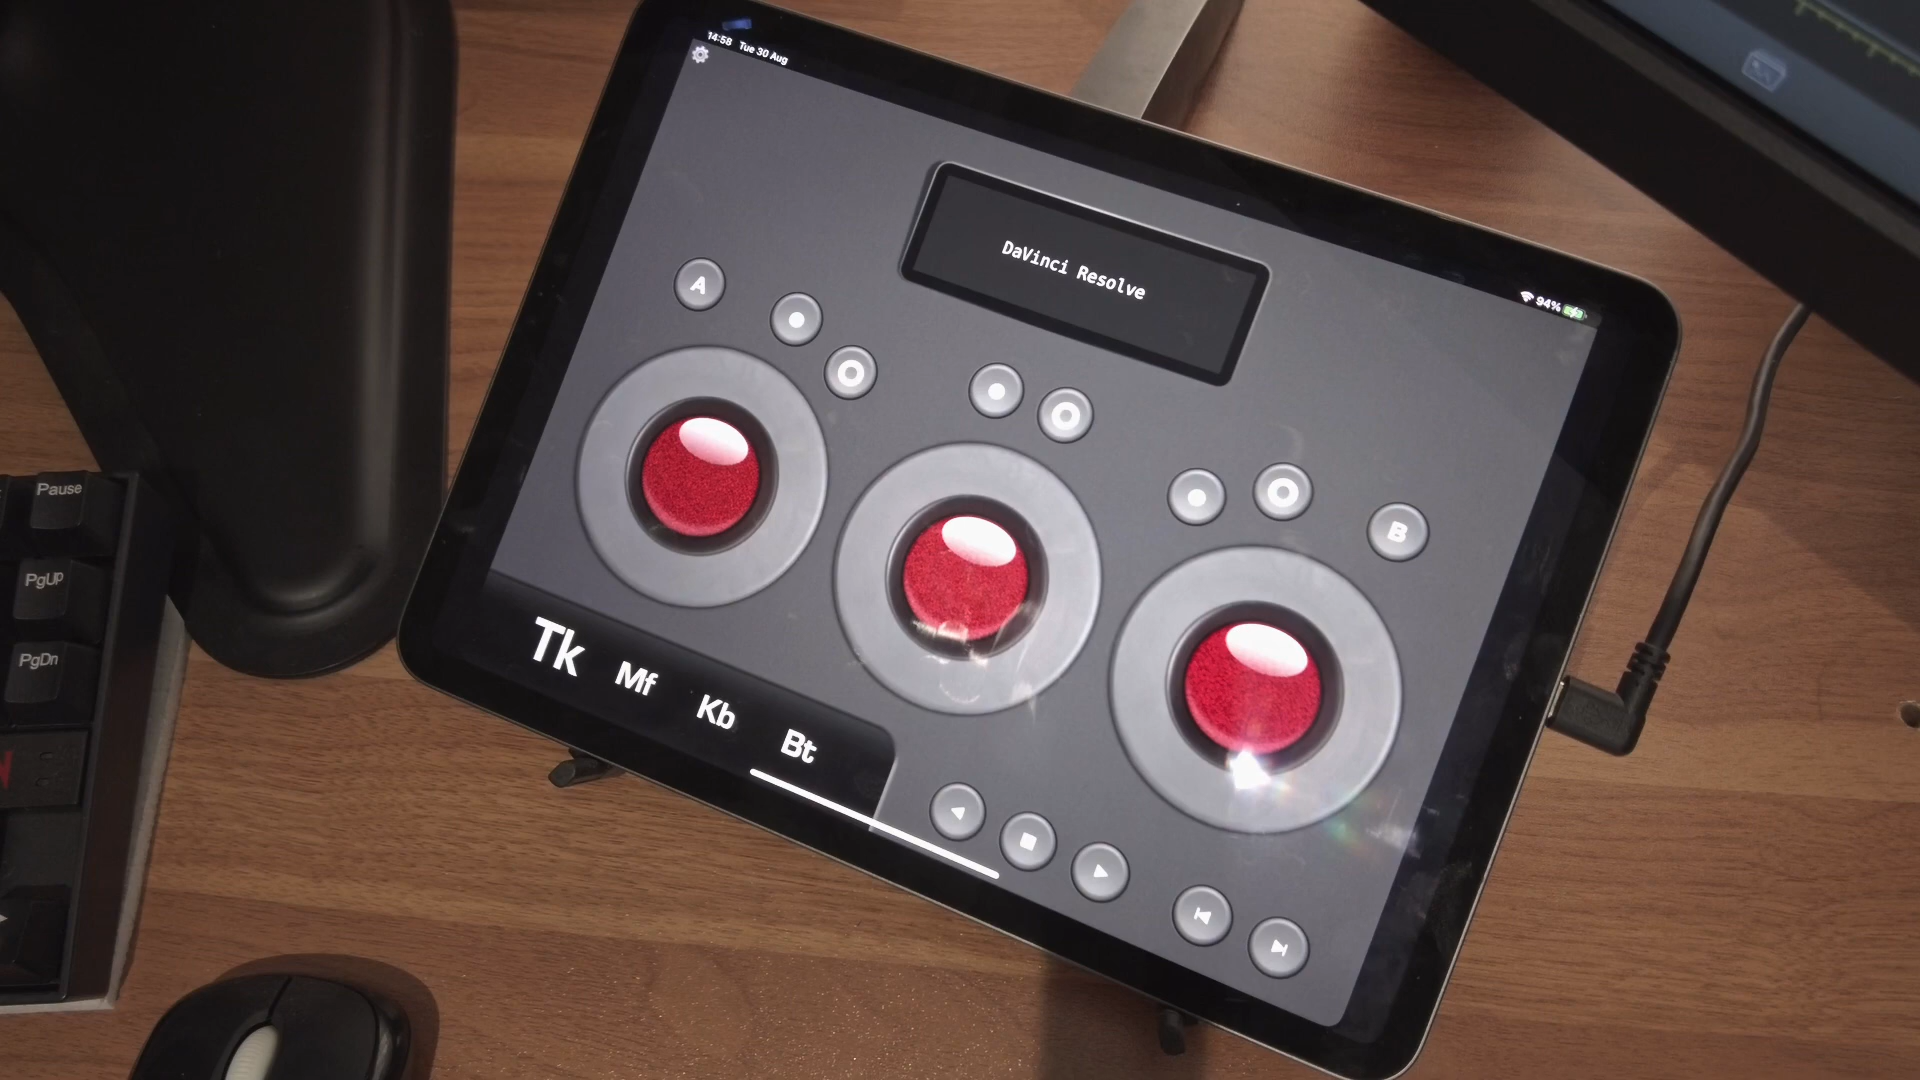 14:58 Tue 30 Aug
94%
DaVinci Resolve
A
B
Tk
Mf
Kb
Bt
Pause
PgUp
PgDn